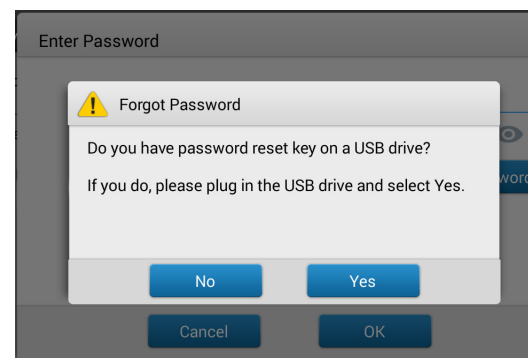 Enter Password
Forgot Password
Do you have password reset key on a USB drive?
If you do, please plug in the USB drive and select Yes.
No
Yes
Cancel
OK